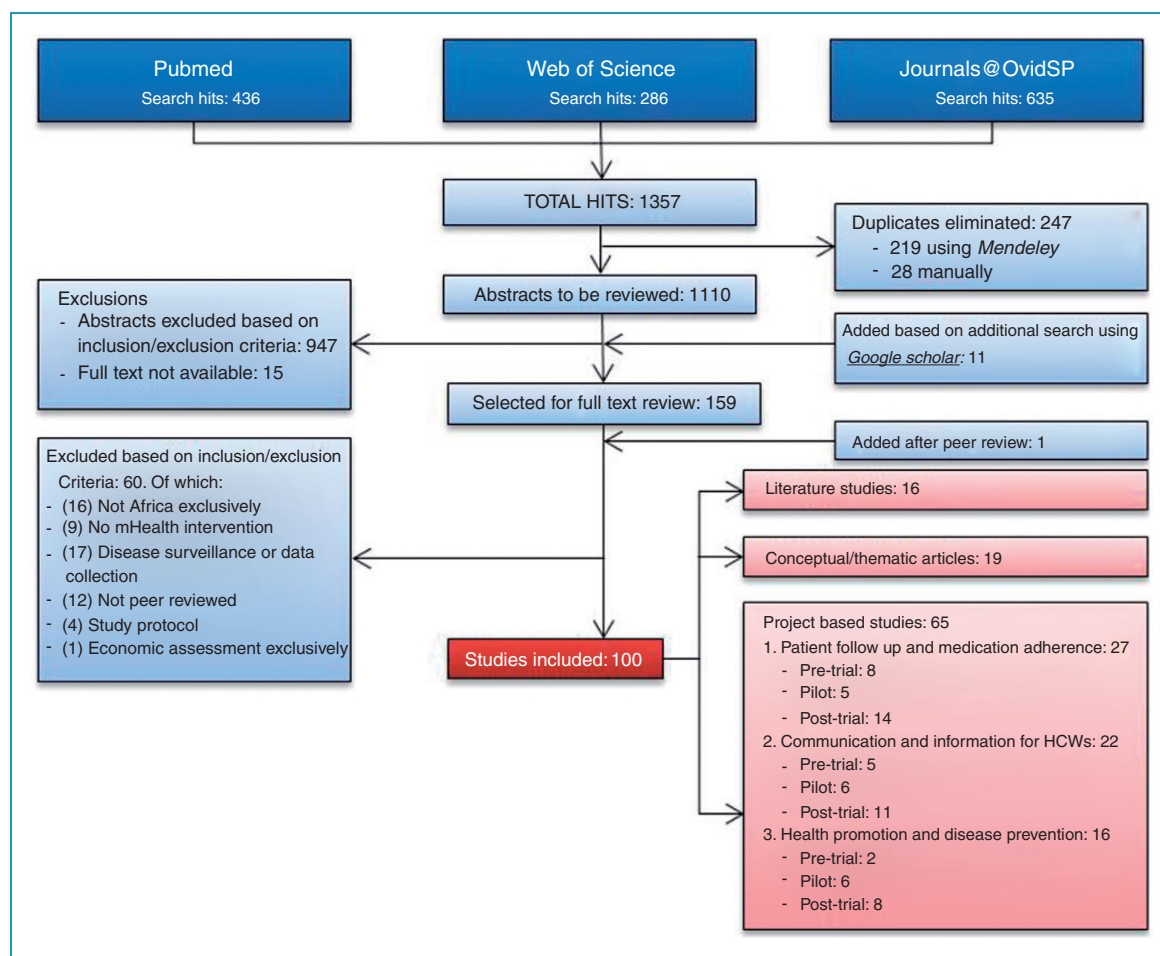 Pubmed
Search hits: 436
Web of Science
Search hits: 286
Journals@OvidSP
Search hits: 635
TOTAL HITS: 1357
Duplicates eliminated: 247
- 219 using Mendeley
- 28 manually
Abstracts to be reviewed: 1110
Exclusions
- Abstracts excluded based on
inclusion/exclusion criteria: 947
- Full text not available: 15
Added based on additional search using
Google scholar: 11
Selected for full text review: 159
Added after peer review: 1
Excluded based on inclusion/exclusion
Criteria: 60. Of which:
- (16) Not Africa exclusively
- (9) No mHealth intervention
- (17) Disease surveillance or data
collection
- (12) Not peer reviewed
- (4) Study protocol
- (1) Economic assessment exclusively
Literature studies: 16
Conceptual/thematic articles: 19
Studies included: 100
Project based studies: 65
1. Patient follow up and medication adherence: 27
- Pre-trial: 8
- Pilot: 5
- Post-trial: 14
2. Communication and information for HCWs: 22
- Pre-trial: 5
- Pilot: 6
- Post-trial: 11
3. Health promotion and disease prevention: 16
- Pre-trial: 2
- Pilot: 6
- Post-trial: 8